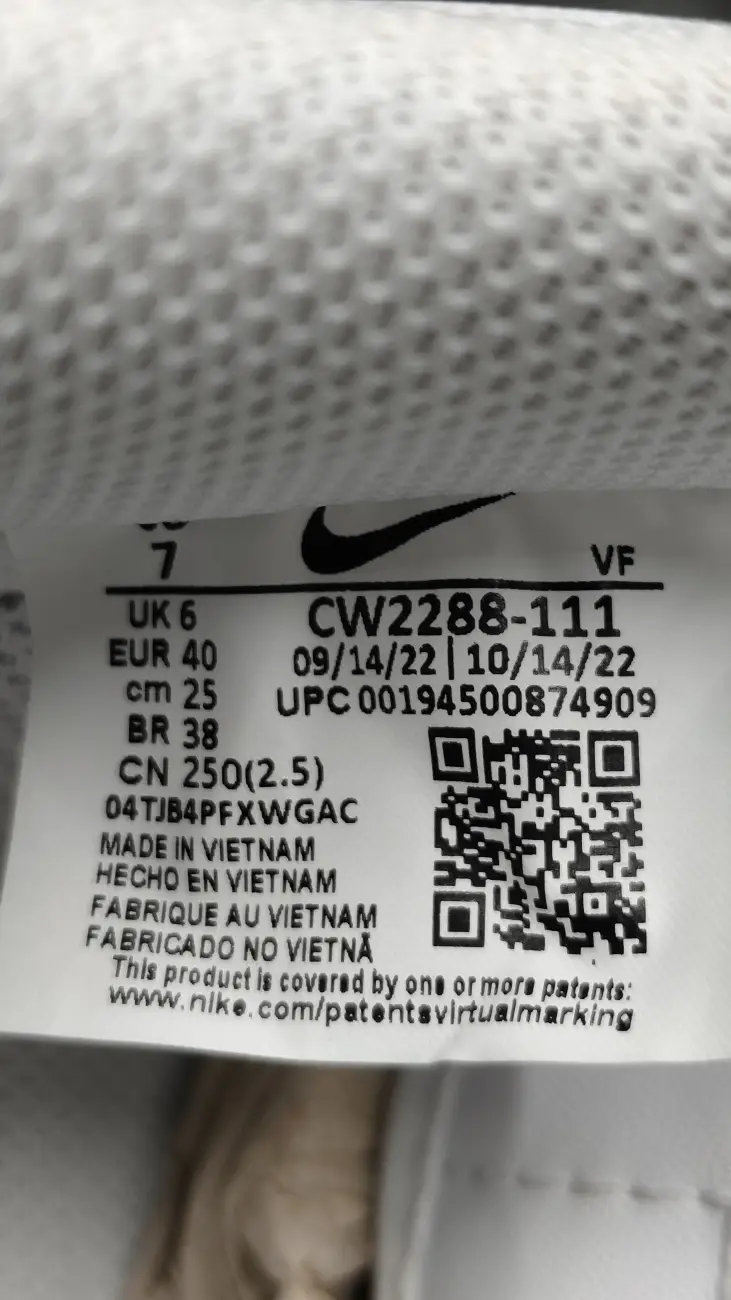 7
VF
UK 6
CW2288-111
EUR 40
09/14/22 | 10/14/22
cm 25
UPC 00194500874909
BR 38
CN 250(2.5)
04TJB4PFXWGAC
MADE IN VIETNAM
HECHO EN VIETNAM
FABRIQUE AU VIETNAM
FABRICADO NO VIETNÃ
This product is covered by one or more patents:
www.nike.com/patentsvirtualmarking